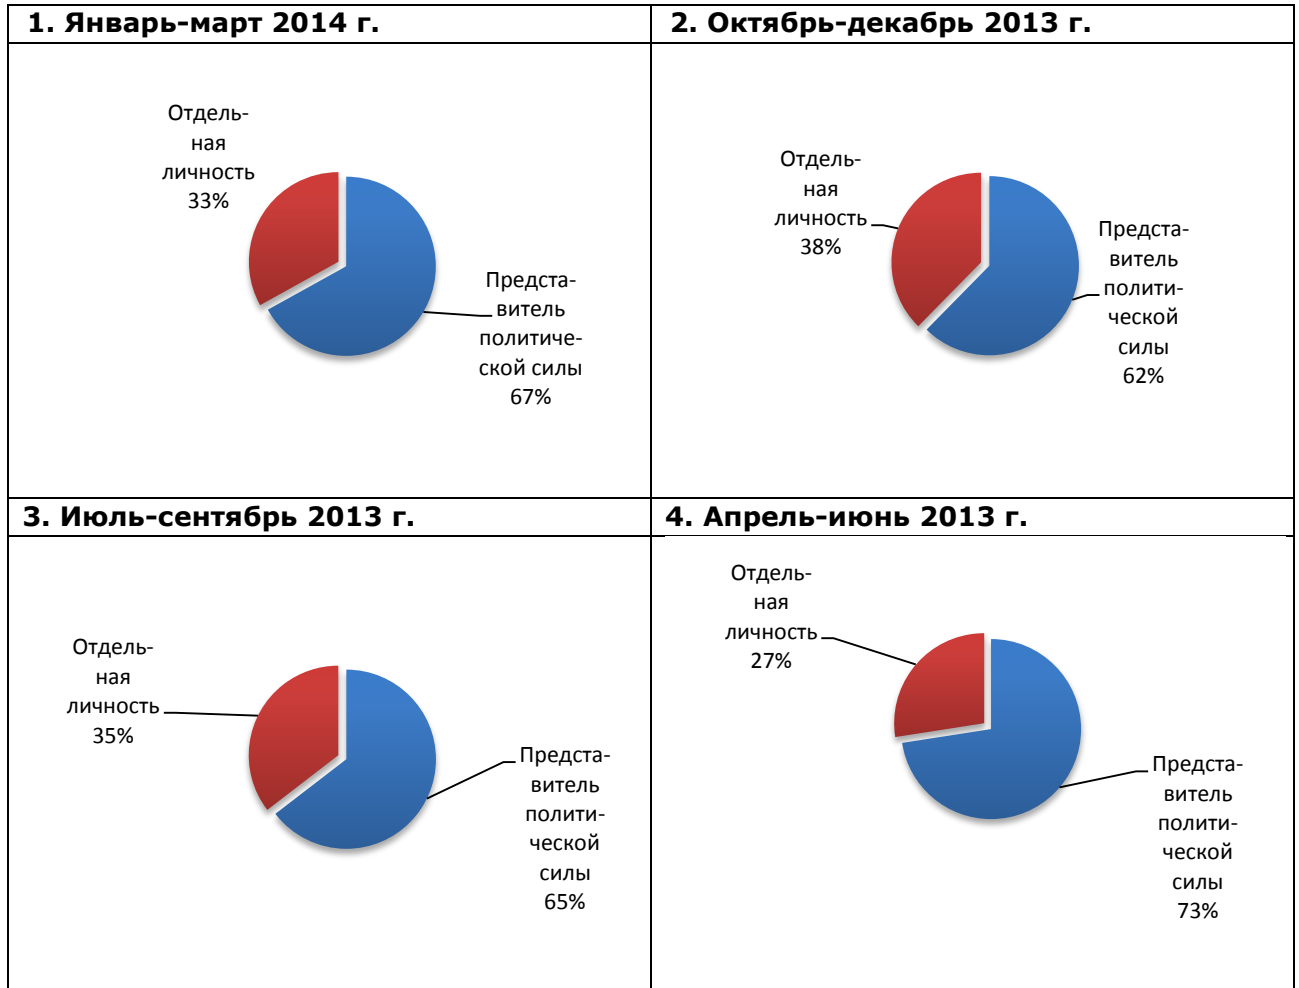 1. Январь-март 2014 г.
2. Октябрь-декабрь 2013 г.
Отдель-
ная
личность
33%
Предста-
витель
политиче-
ской силы
67%
Отдель-
ная
личность
38%
Предста-
витель
полити-
ческой
силы
62%
3. Июль-сентябрь 2013 г.
4. Апрель-июнь 2013 г.
Отдель-
ная
личность
35%
Предста-
витель
полити-
ческой
силы
65%
Отдель-
ная
личность
27%
Предста-
витель
полити-
ческой
силы
73%